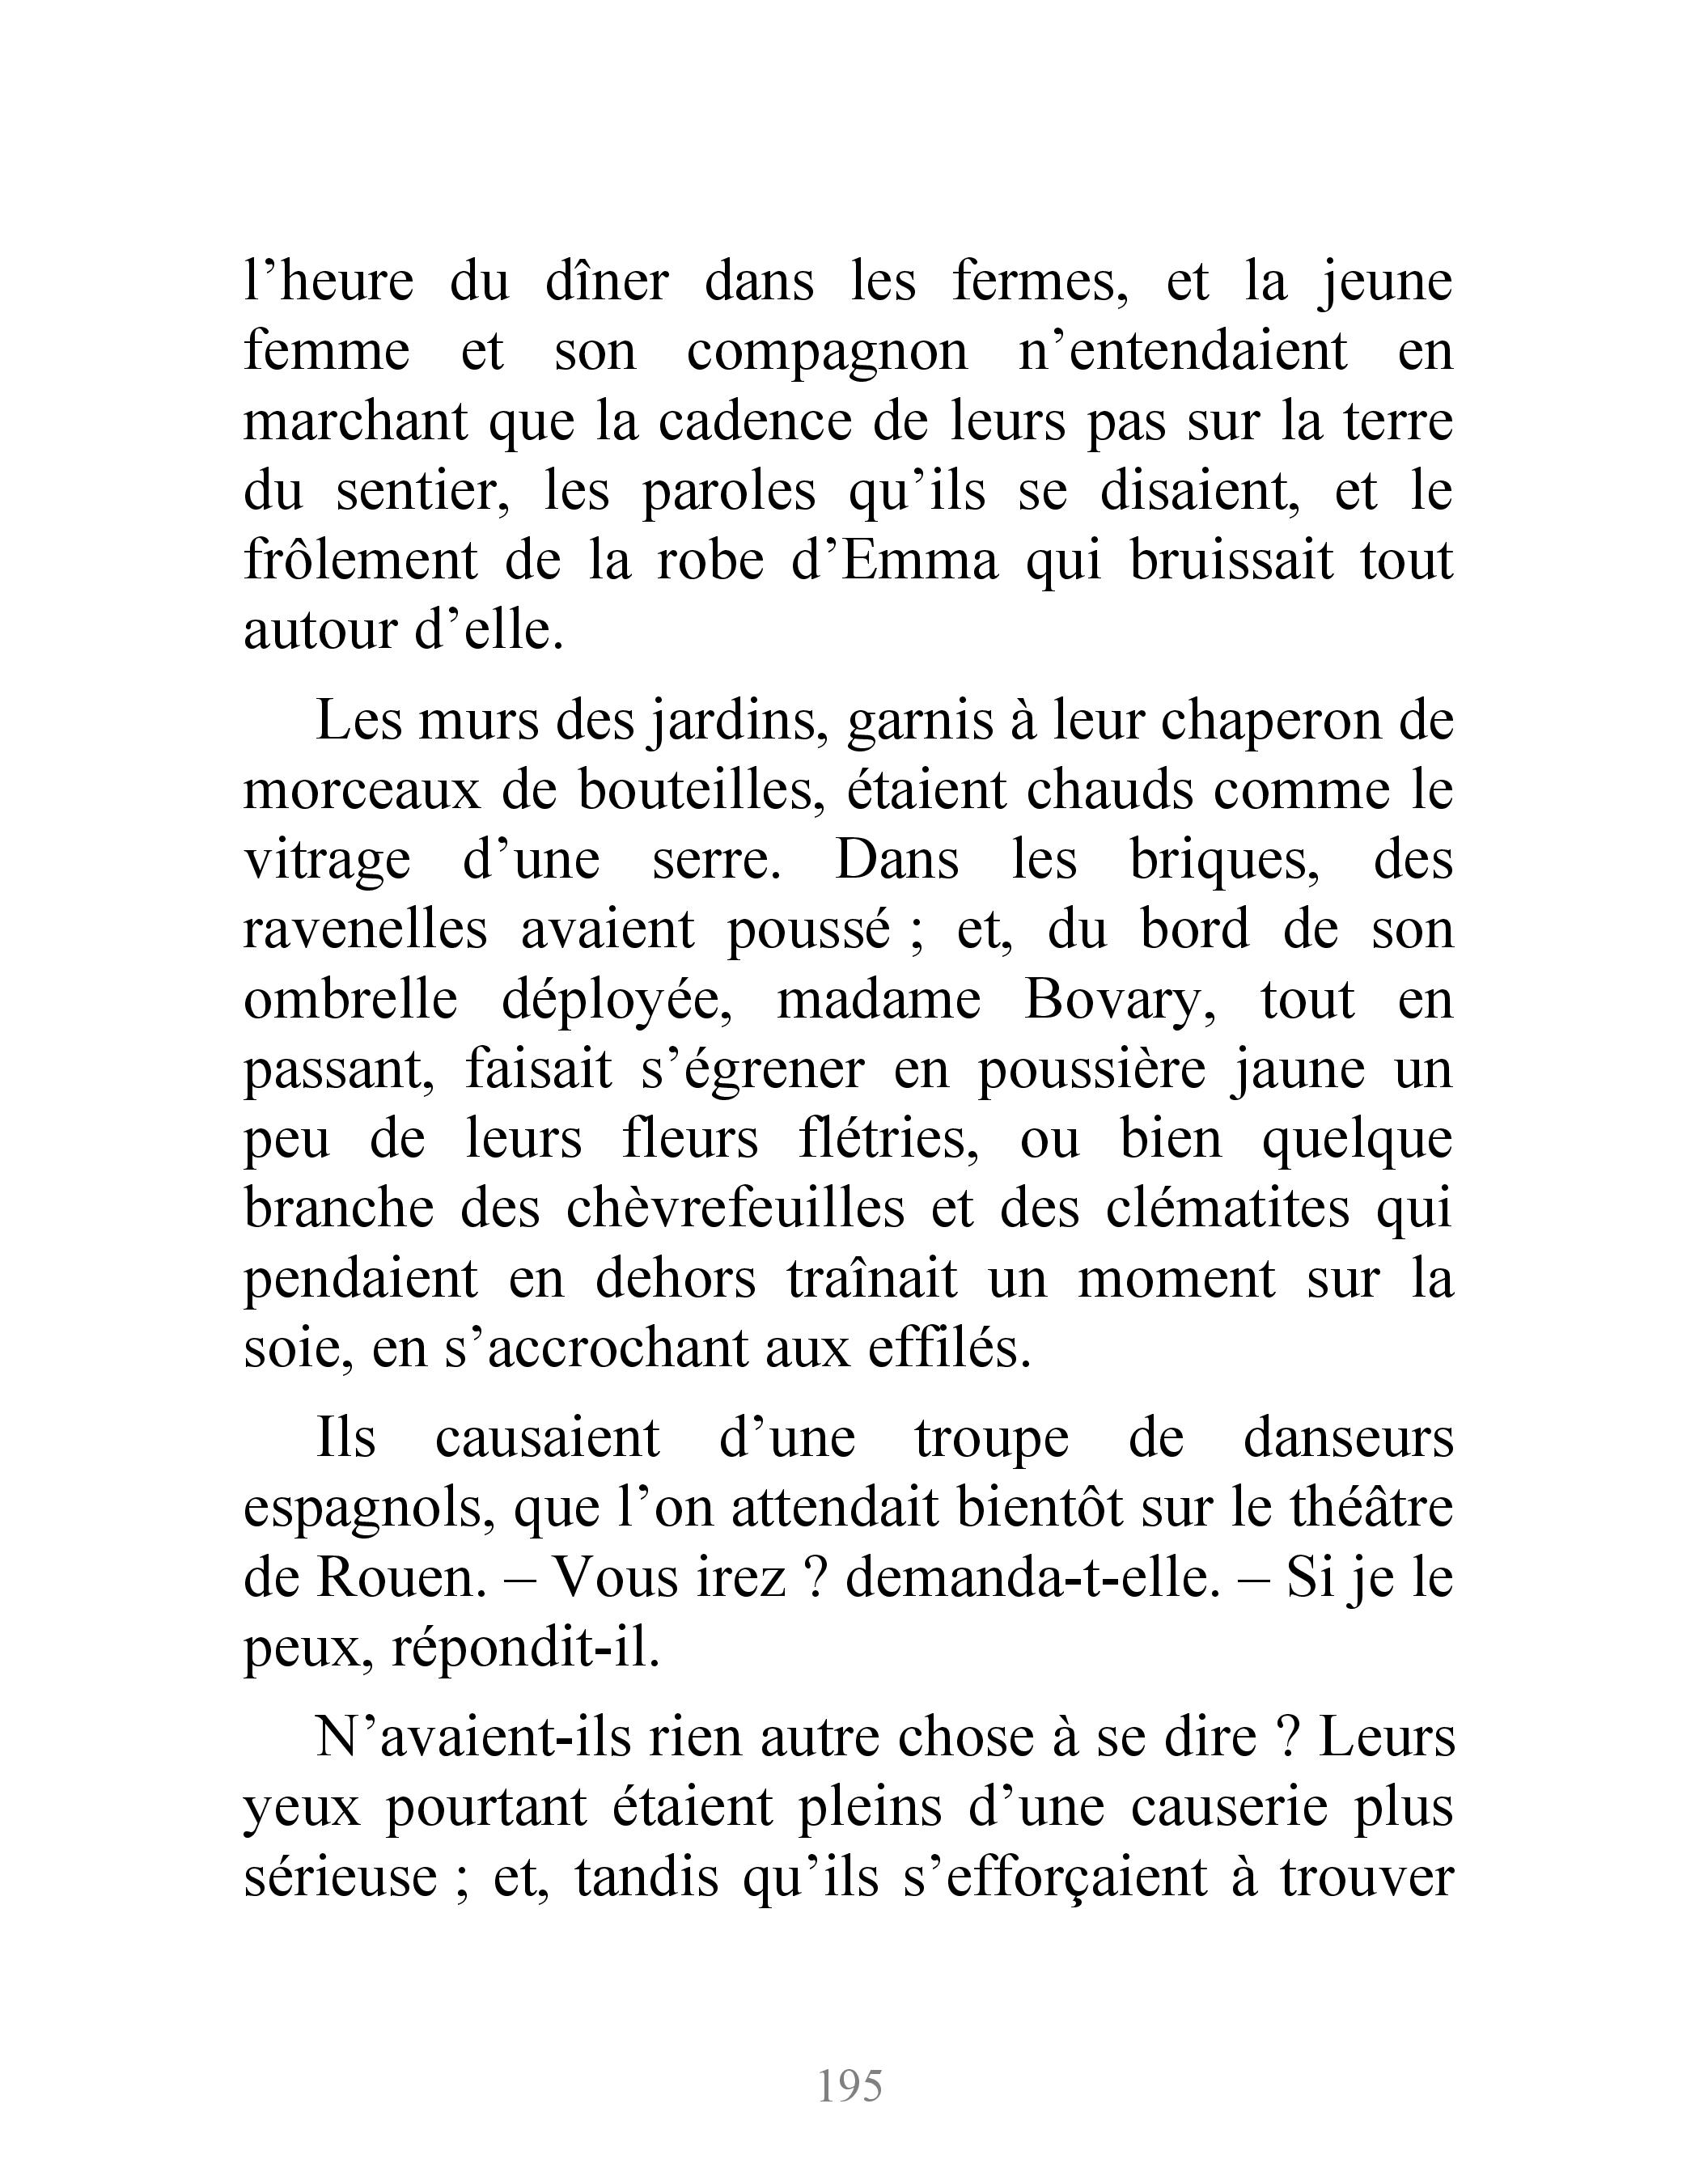 l’heure du dîner dans les fermes, et la jeune
femme et son compagnon n’entendaient en
marchant que la cadence de leurs pas sur la terre
du sentier, les paroles qu’ils se disaient, et le
frôlement de la robe d’Emma qui bruissait tout
autour d’elle.
Les murs des jardins, garnis à leur chaperon de
morceaux de bouteilles, étaient chauds comme le
vitrage d’une serre. Dans les briques, des
ravenelles avaient poussé ; et, du bord de son
ombrelle déployée, madame Bovary, tout en
passant, faisait s’égrener en poussière jaune un
peu de leurs fleurs flétries, ou bien quelque
branche des chèvrefeuilles et des clématites qui
pendaient en dehors traînait un moment sur la
soie, en s’accrochant aux effilés.
Ils causaient d’une troupe de danseurs
espagnols, que l’on attendait bientôt sur le théâtre
de Rouen. – Vous irez ? demanda-t-elle. – Si je le
peux, répondit-il.
N’avaient-ils rien autre chose à se dire ? Leurs
yeux pourtant étaient pleins d’une causerie plus
sérieuse ; et, tandis qu’ils s’efforçaient à trouver
195